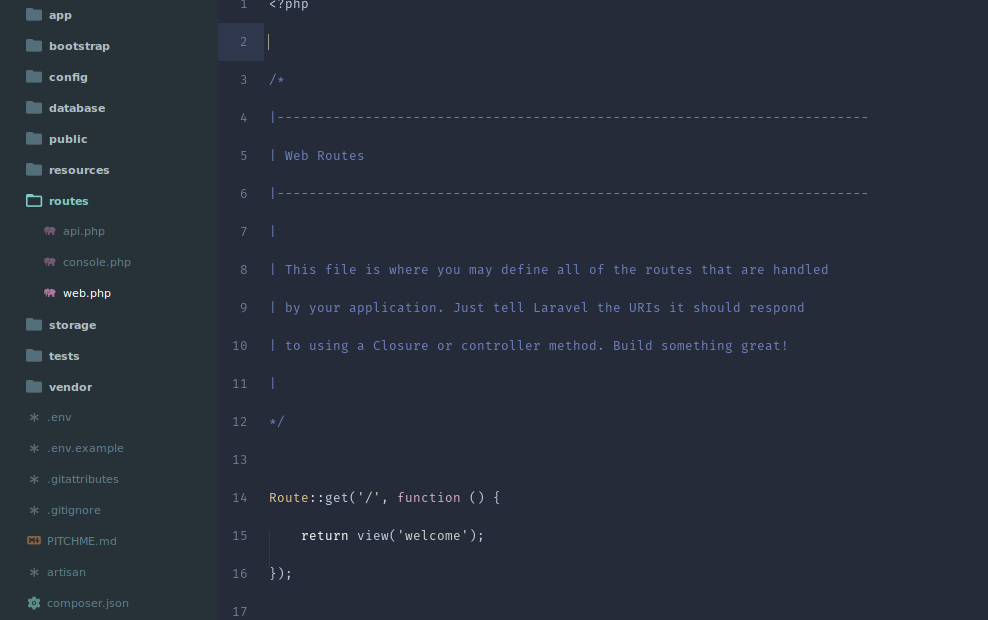 app
bootstrap
config
database
public
resources
routes
api.php
console.php
web.php
storage
tests
vendor
.env
.env.example
.gitattributes
.gitignore
PITCHME.md
artisan
composer.json
1 <?php
2
3 /*
4 |--------------------------------------------------------------------------
5 | Web Routes
6 |--------------------------------------------------------------------------
7 |
8 | This file is where you may define all of the routes that are handled
9 | by your application. Just tell Laravel the URIs it should respond
10 | to using a Closure or controller method. Build something great!
11 |
12 */
13
14 Route::get('/', function () {
15     return view('welcome');
16 });
17